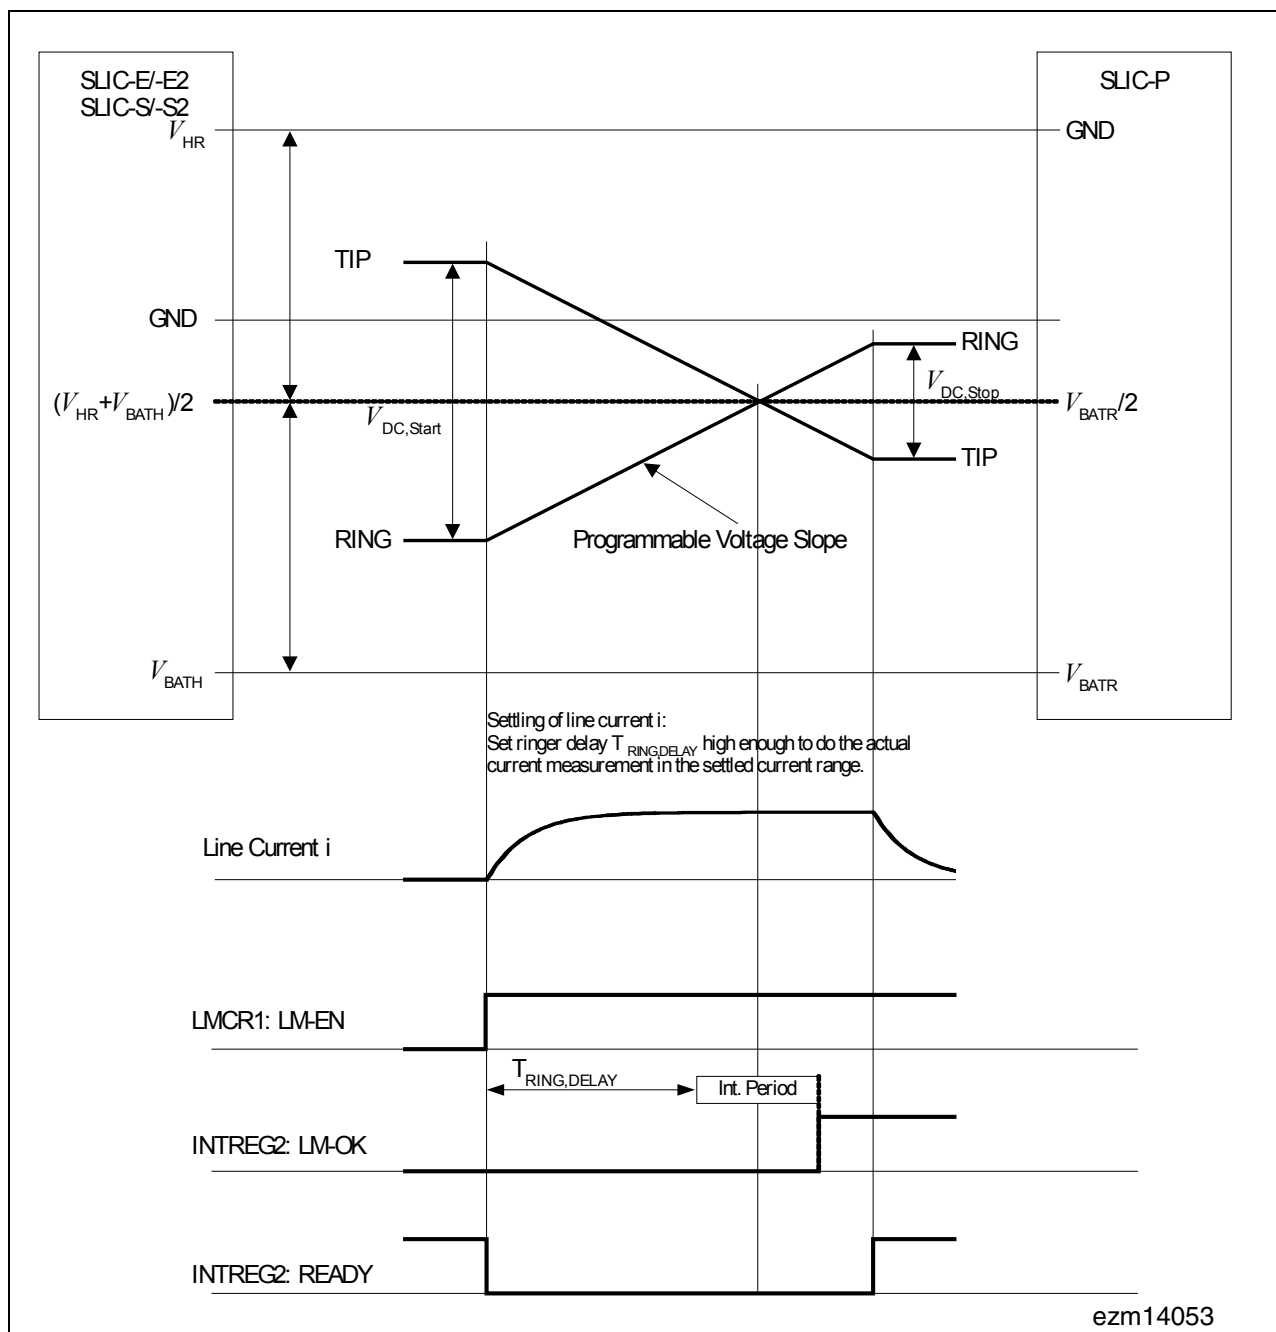 SLIC-E/-E2
SLIC-S/-S2
SLIC-P
VHR
GND
TIP
GND
RING
(VHR+VBATH)/2
VDC,Start
VDC,Stop
VBATR/2
TIP
RING
Programmable Voltage Slope
VBATH
VBATR
Settling of line current i:
Set ringer delay T RING,DELAY high enough to do the actual
current measurement in the settled current range.
Line Current i
LMCR1: LM-EN
TRING,DELAY
Int. Period
INTREG2: LM-OK
INTREG2: READY
ezm14053